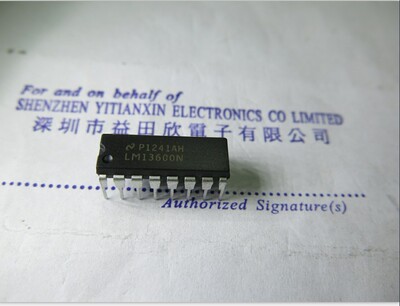 For and on behalf of
SHENZHEN YITIANXIN ELECTRONICS CO LIMITED
深圳市益田欣電子有限公司
P1241AH
LM13600N
Authorized Signature(s)